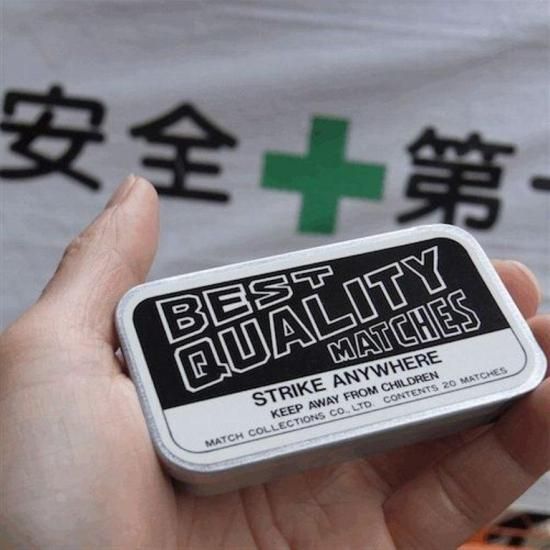 安全 第一
BEST
QUALITY
MATCHES
STRIKE ANYWHERE
KEEP AWAY FROM CHILDREN
MATCH COLLECTIONS CO., LTD. CONTENTS 20 MATCHES